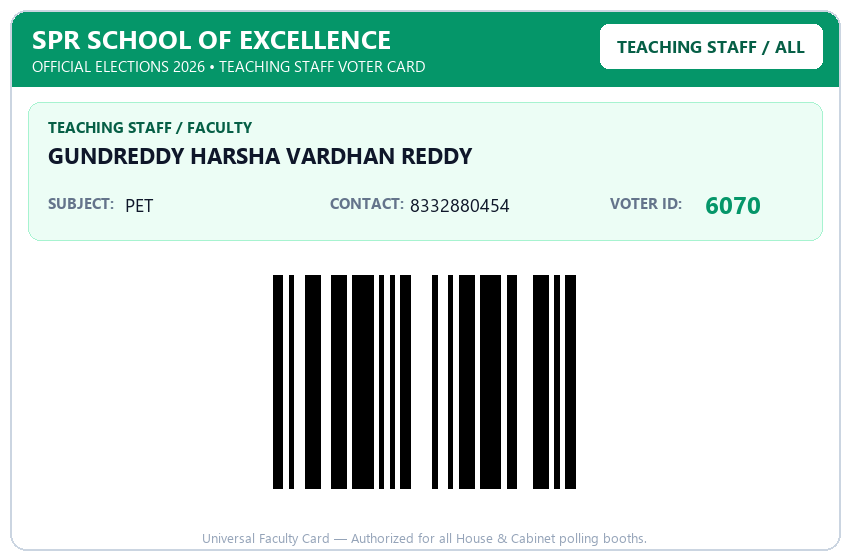 SPR SCHOOL OF EXCELLENCE
OFFICIAL ELECTIONS 2026 • TEACHING STAFF VOTER CARD
TEACHING STAFF / ALL
TEACHING STAFF / FACULTY
GUNDREDDY HARSHA VARDHAN REDDY
SUBJECT: PET CONTACT: 8332880454 VOTER ID: 6070
Universal Faculty Card — Authorized for all House & Cabinet polling booths.